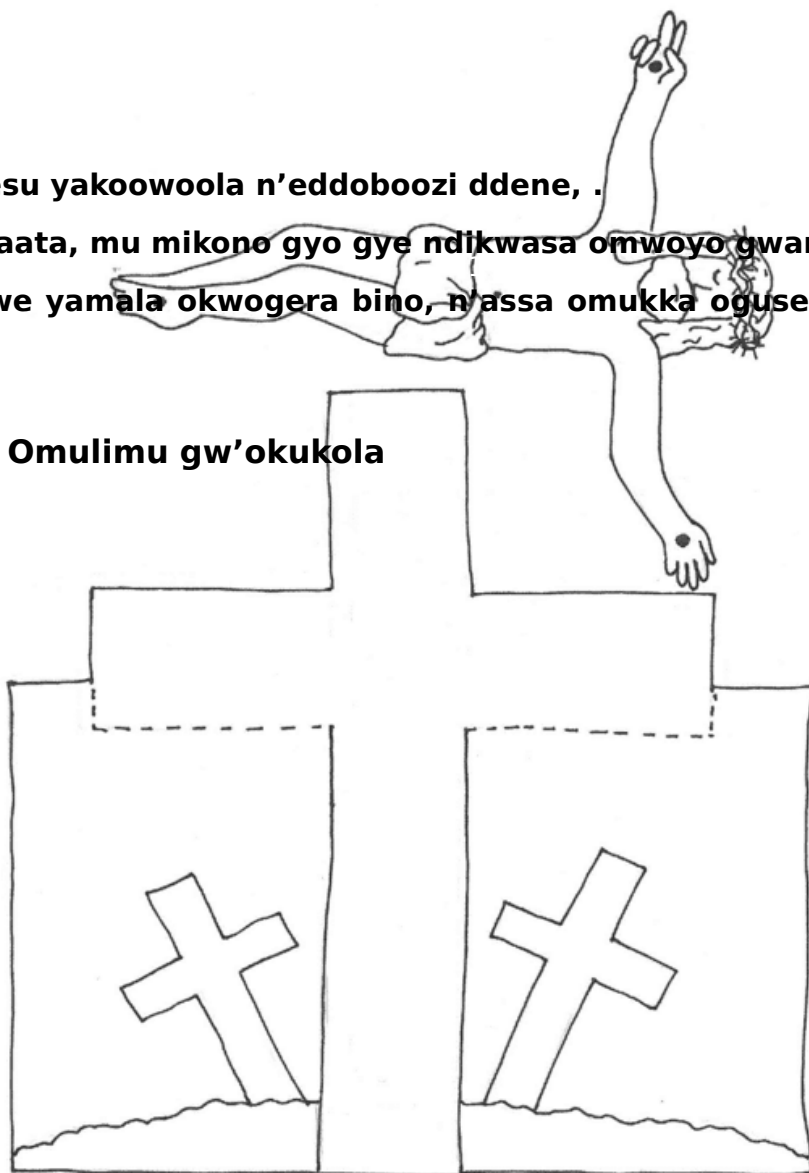 esu yakoowoola n’eddoboozi ddene, .
aata, mu mikono gyo gye ndikwasa omwoyo gwa
we yamala okwogera bino, n’assa omukka oguse
Omulimu gw’okukola